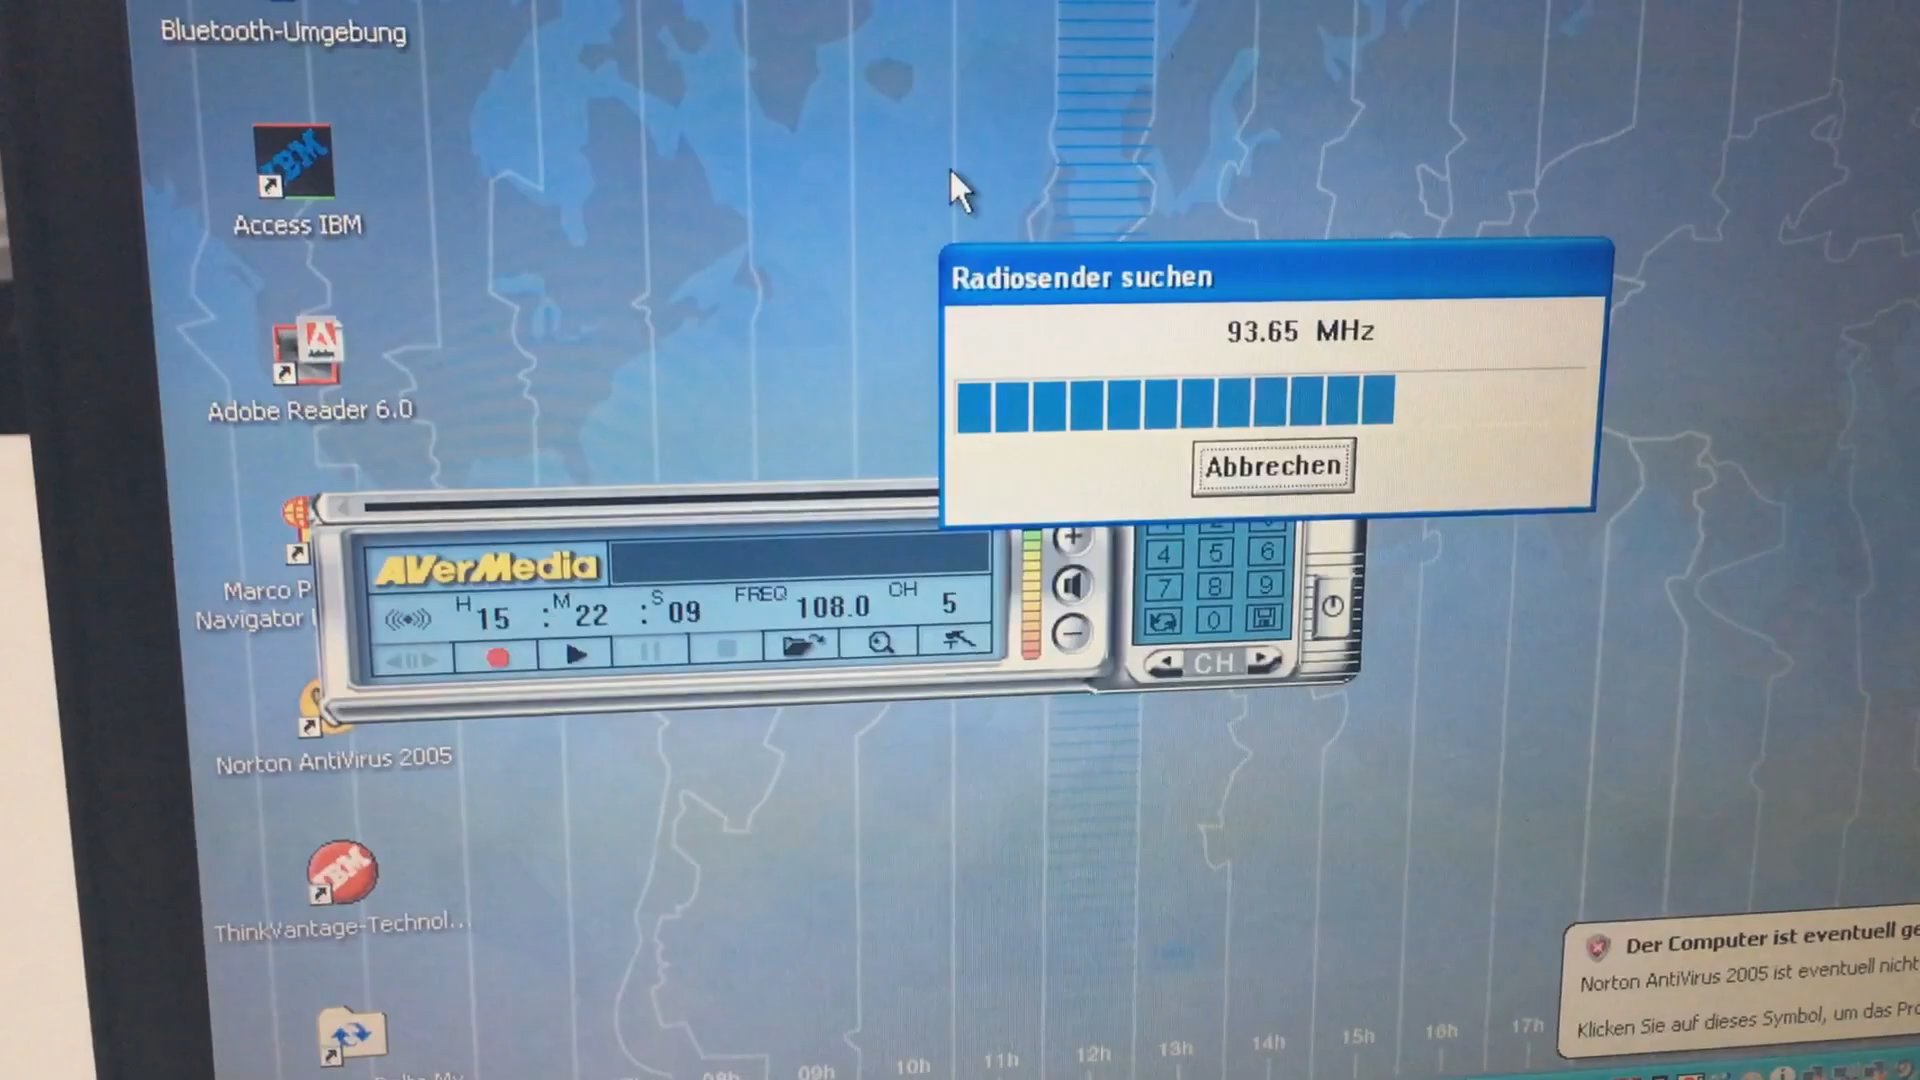 Bluetooth-Umgebung
IBM
Access IBM
Adobe
Adobe Reader 6.0
Radiosender suchen
93.65 MHz
Abbrechen
Marco P
Navigator
AVerMedia
H 15 : M 22 : S 09 FREQ 108.0 CH 5
4 5 6
7 8 9
0
CH
Norton AntiVirus 2005
IBM
ThinkVantage-Technol...
Der Computer ist eventuell
Norton AntiVirus 2005 ist eventuell nicht
Klicken Sie auf dieses Symbol, um das
09h 10h 11h 12h 13h 14h 15h 16h 17h